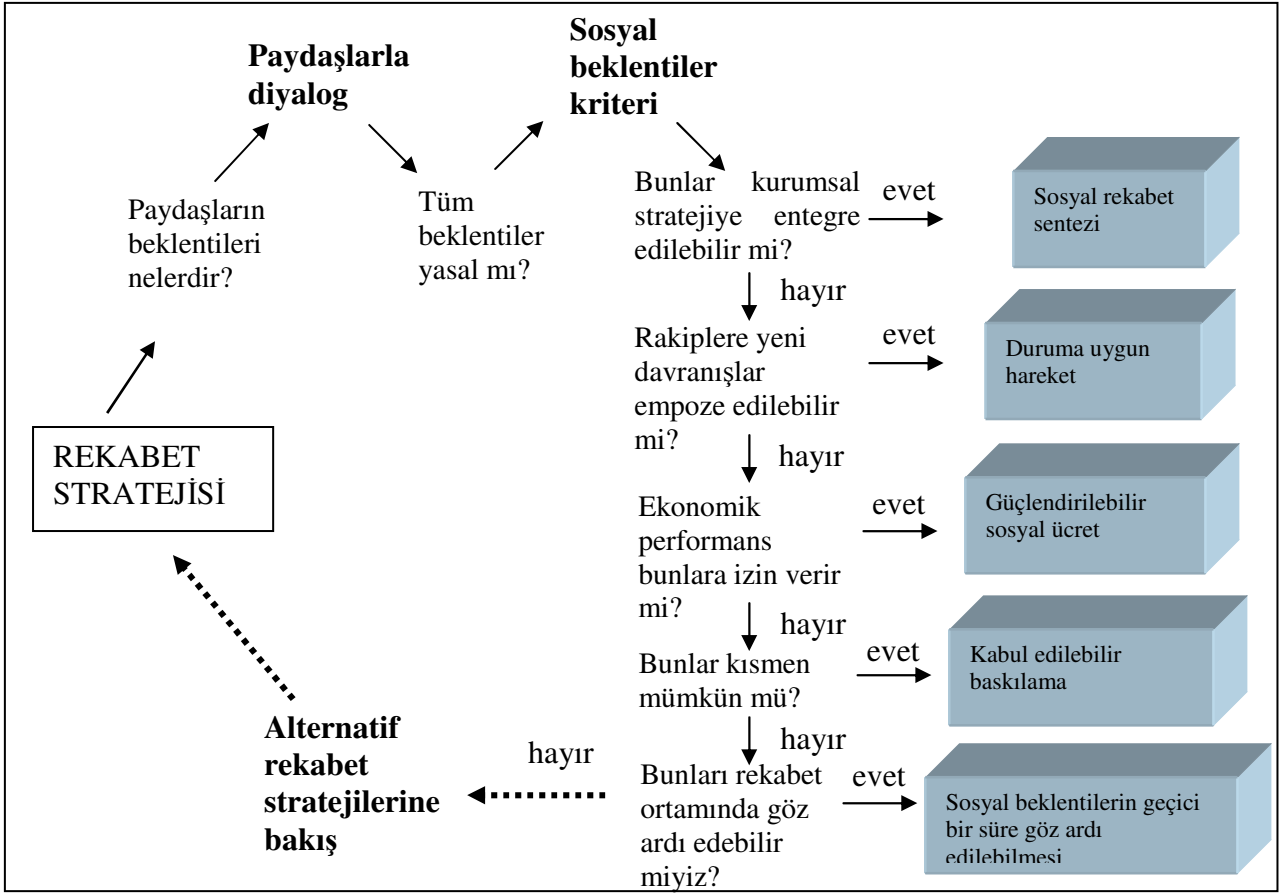 REKABET
STRATEJİSİ
Paydaşların
beklentileri
nelerdir?
Paydaşlarla
diyalog
Tüm
beklentiler
yasal mı?
Sosyal
beklentiler
kriteri
Bunlar kurumsal
stratejiye entegre
edilebilir mi?
evet
Sosyal rekabet
sentezi
hayır
Rakiplere yeni
davranışlar
empoze edilebilir
mi?
evet
Duruma uygun
hareket
hayır
Ekonomik
performans
bunlara izin verir
mi?
evet
Güçlendirilebilir
sosyal ücret
hayır
Bunlar kısmen
mümkün mü?
evet
Kabul edilebilir
baskılama
hayır
Bunları rekabet
ortamında göz
ardı edebilir
miyiz?
evet
Sosyal beklentilerin geçici
bir süre göz ardı
edilebilmesi
hayır
Alternatif
rekabet
stratejilerine
bakış